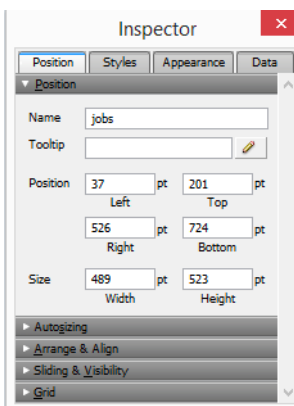 Inspector
Position Styles Appearance Data
Position
Name jobs
Tooltip
Position 37 pt 201 pt
Left Top
526 pt 724 pt
Right Bottom
Size 489 pt 523 pt
Width Height
Autosizing
Arrange & Align
Sliding & Visibility
Grid